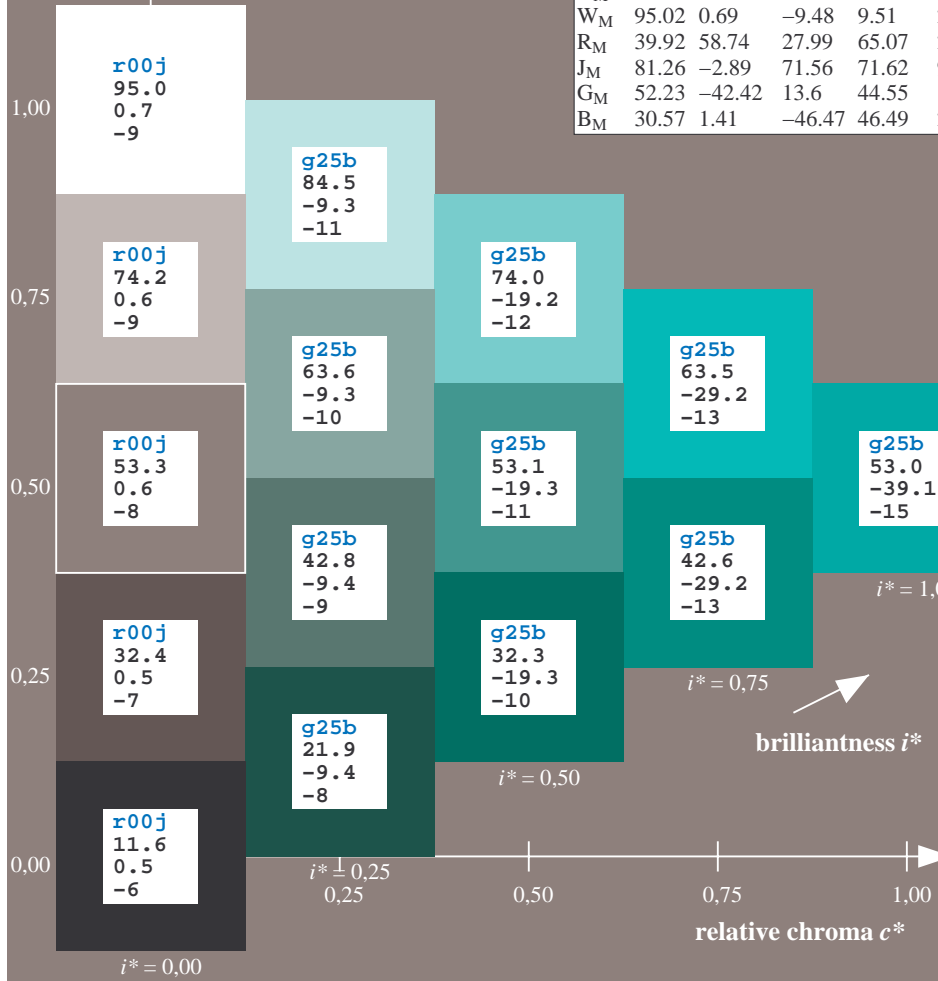 W_M 95.02 0.69 −9.48 9.51
R_M 39.92 58.74 27.99 65.07
J_M 81.26 −2.89 71.56 71.62
G_M 52.23 −42.42 13.6 44.55
B_M 30.57 1.41 −46.47 46.49
1,00
r00j
95.0
0.7
−9
g25b
84.5
−9.3
−11
0,75
r00j
74.2
0.6
−9
g25b
74.0
−19.2
−12
g25b
63.6
−9.3
−10
g25b
63.5
−29.2
−13
0,50
r00j
53.3
0.6
−8
g25b
53.1
−19.3
−11
g25b
53.0
−39.1
−15
g25b
42.8
−9.4
−9
g25b
42.6
−29.2
−13
i* = 1,0
0,25
r00j
32.4
0.5
−7
g25b
32.3
−19.3
−10
i* = 0,75
g25b
21.9
−9.4
−8
brilliantness i*
i* = 0,50
0,00
r00j
11.6
0.5
−6
i* = 0,25
0,25 0,50 0,75 1,00
relative chroma c*
i* = 0,00